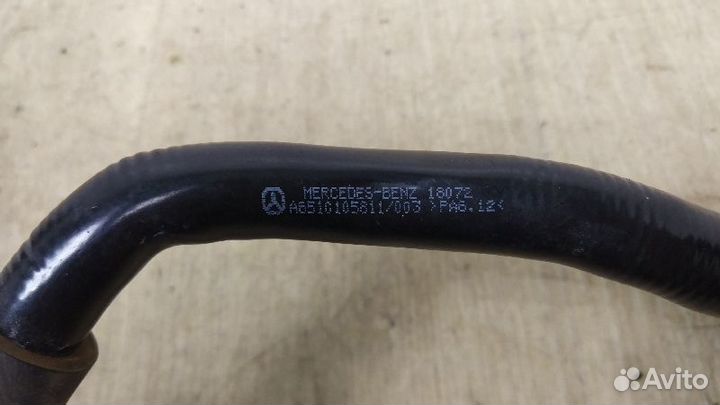 MERCEDES-BENZ 18072
A6510105811/003 >PA6.12<
Avito